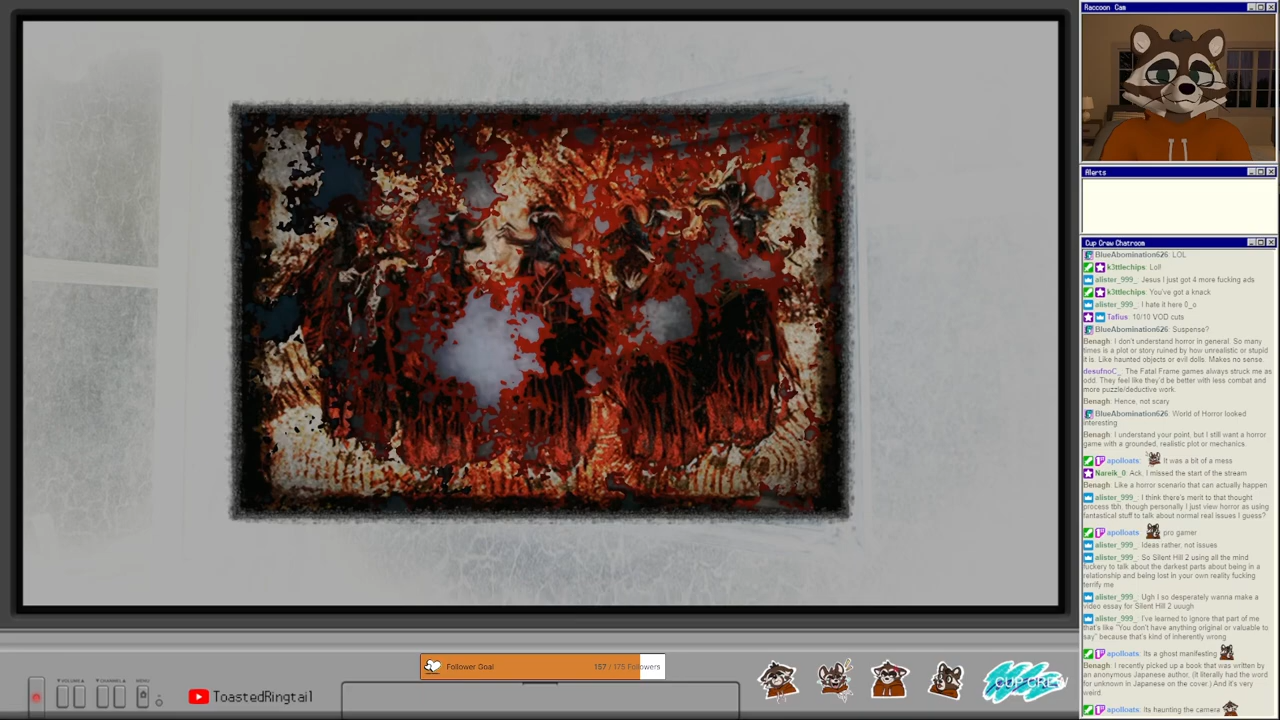 Raccoon Cam
Alerts
Cup Crew Chatroom
BlueAbomination626 LOL
k3ttlechips: Lol!
alister_999_: Jesus I just got 4 more fucking ads
k3ttlechips: You've got a knack
alister_999_: I hate it here 0_o
Tafius: 10/10 VOD cuts
BlueAbomination626 Suspense?
Benagh: I don't understand horror in general. So many
times is a plot or story ruined by how unrealistic or stupid
it is. Like haunted objects or evil dolls. Makes no sense.
desufnoC_ The Fatal Frame games always struck me as
odd. They feel like they'd be better with less combat and
more puzzle/deductive work.
Benagh: Hence, not scary
BlueAbomination626 World of Horror looked
interesting
Benagh: I understand your point, but I still want a horror
game with a grounded, realistic plot or mechanics.
apolloats: It was a bit of a mess
Nareik_0: Ack, I missed the start of the stream
Benagh: Like a horror scenario that can actually happen
alister_999_: I think there's merit to that thought
process tbh, though personally I just view horror as using
fantastical stuff to talk about normal real issues I guess?
apolloats: pro gamer
alister_999_: Ideas rather, not issues
alister_999_: So Silent Hill 2 using all the mind
fuckery to talk about the darkest parts about being in a
relationship and being lost in your own reality fucking
terrify me
alister_999_: Ugh I so desperately wanna make a
video essay for Silent Hill 2 uuugh
alister_999_: I've learned to ignore that part of me
that's like "You don't have anything original or valuable to
say" because that's kind of inherently wrong
apolloats: Its a ghost manifesting
Benagh: I recently picked up a book that was written by
an anonymous Japanese author. (it literally had the word
for unknown in Japanese on the cover.) And it's very
weird
apolloats: Its haunting the camera
Follower Goal 157 / 175 Followers
VOLUME CHANNEL MENU
ToastedRingtail
CUP CREW